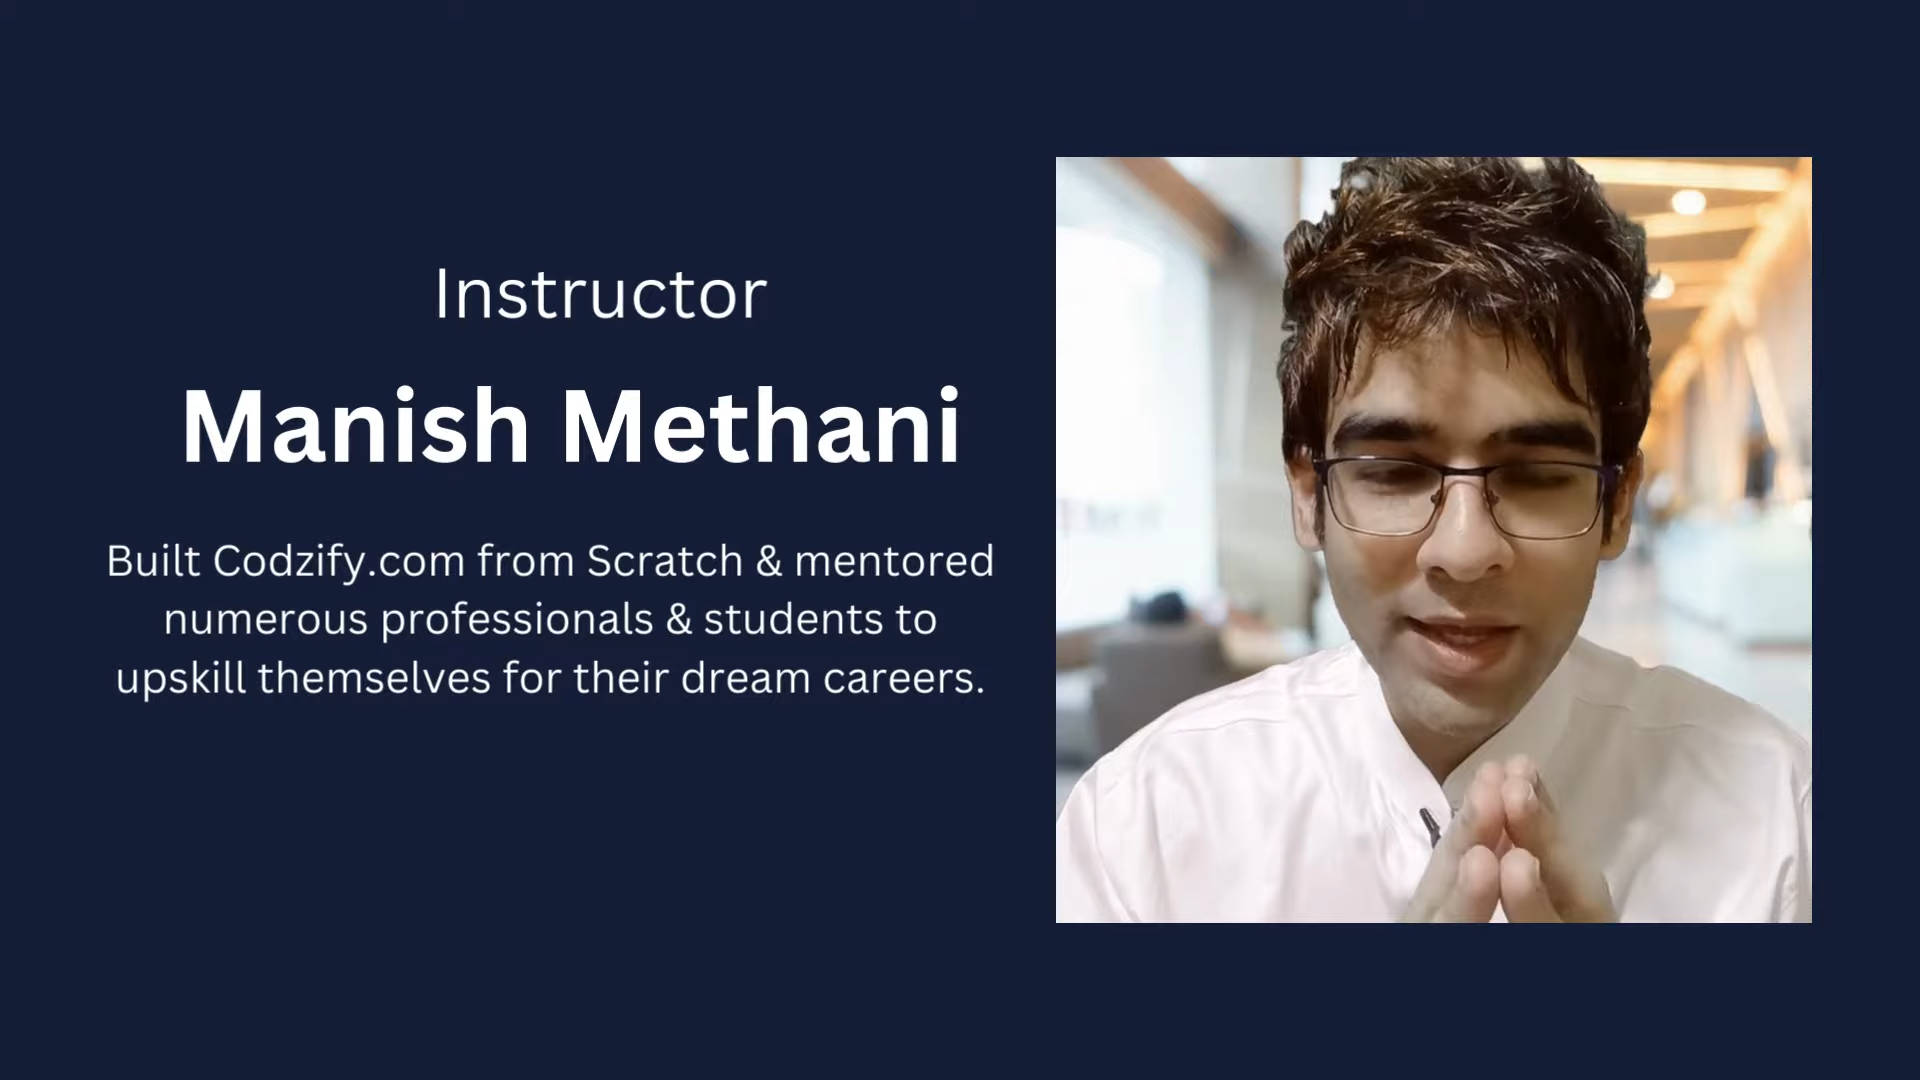 Instructor
Manish Methani
Built Codzify.com from Scratch & mentored
numerous professionals & students to
upskill themselves for their dream careers.